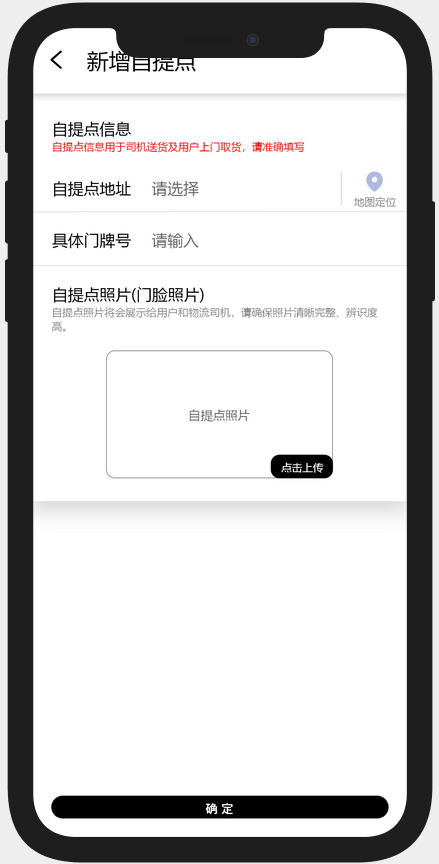 新增自提点
自提点信息
自提点信息用于司机送货及用户上门取货，请准确填写
自提点地址 请选择
地图定位
具体门牌号 请输入
自提点照片(门脸照片)
自提点照片将会展示给用户和物流司机，请确保照片清晰完整、辨识度
高。
自提点照片
点击上传
确 定